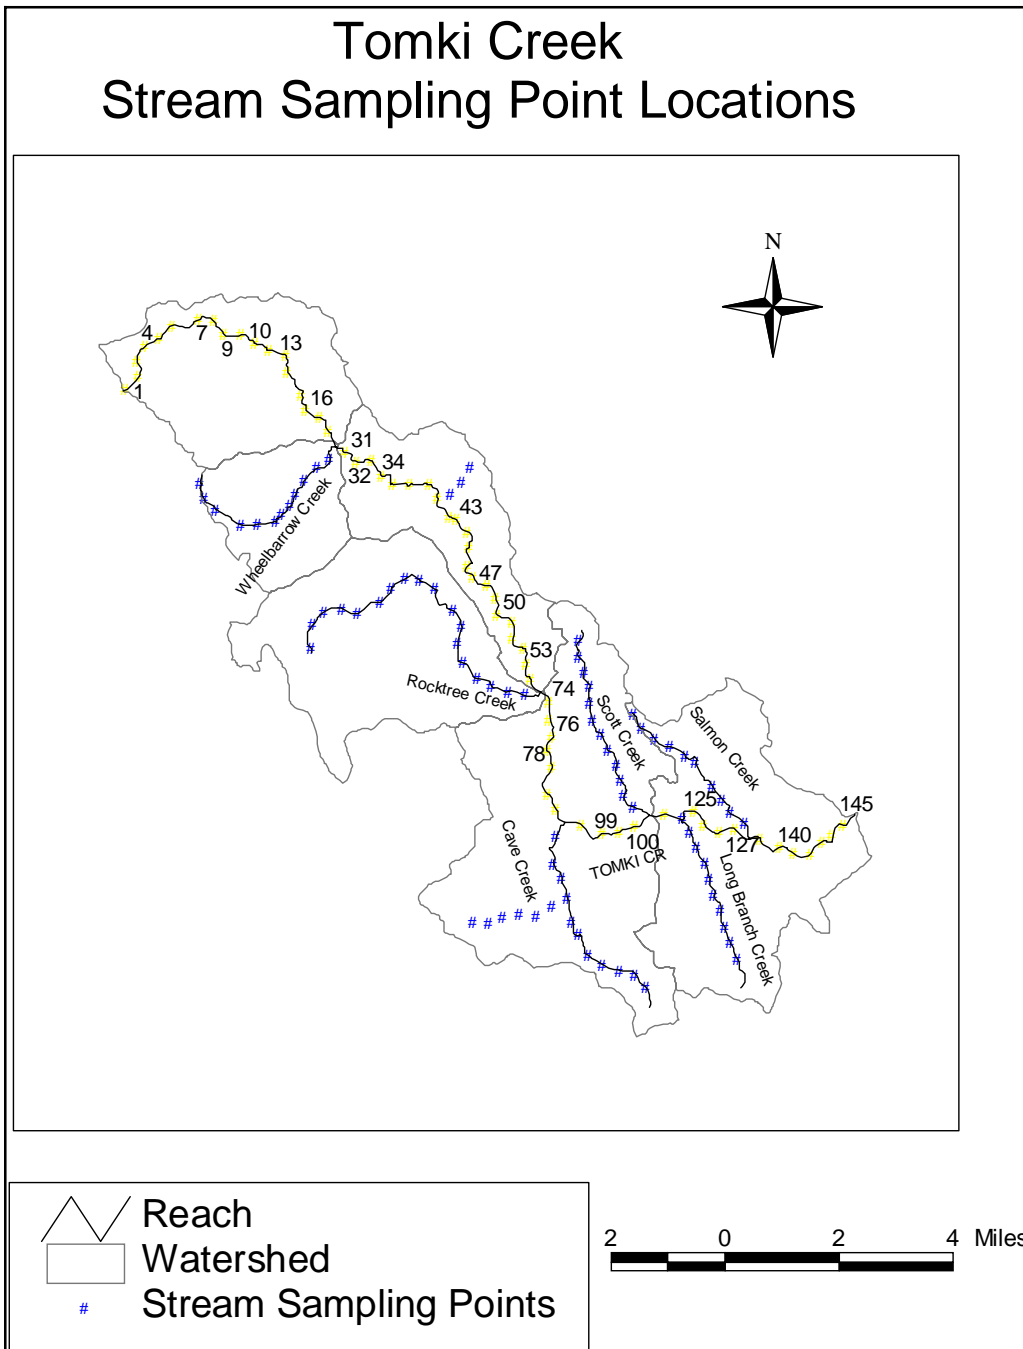 Tomki Creek
Stream Sampling Point Locations
N
4
7
9
10
13
1
16
31
32
34
43
Wheelbarrow Creek
47
50
53
Rocktree Creek
74
76
78
Scott Creek
Salmon Creek
99
100
TOMKI CR
125
127
140
145
Cave Creek
Long Branch Creek
Reach
Watershed
# Stream Sampling Points
2 0 2 4 Miles